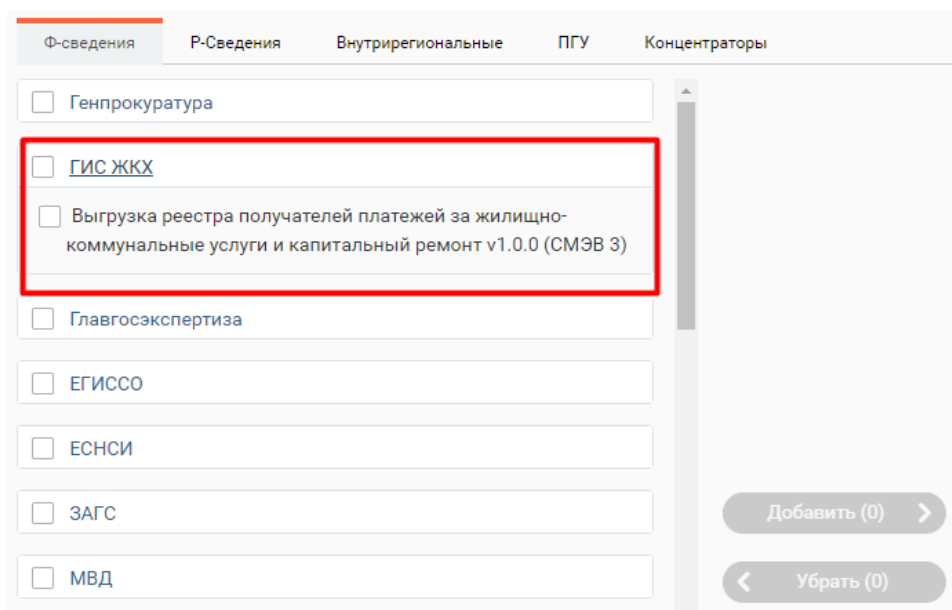 Ф-сведения Р-Сведения Внутрирегиональные ПГУ Концентраторы
Генпрокуратура
ГИС ЖКХ
Выгрузка реестра получателей платежей за жилищно-
коммунальные услуги и капитальный ремонт v1.0.0 (СМЭВ 3)
Главгосэкспертиза
ЕГИССО
ЕСНСИ
ЗАГС
Добавить (0)
МВД
Убрать (0)